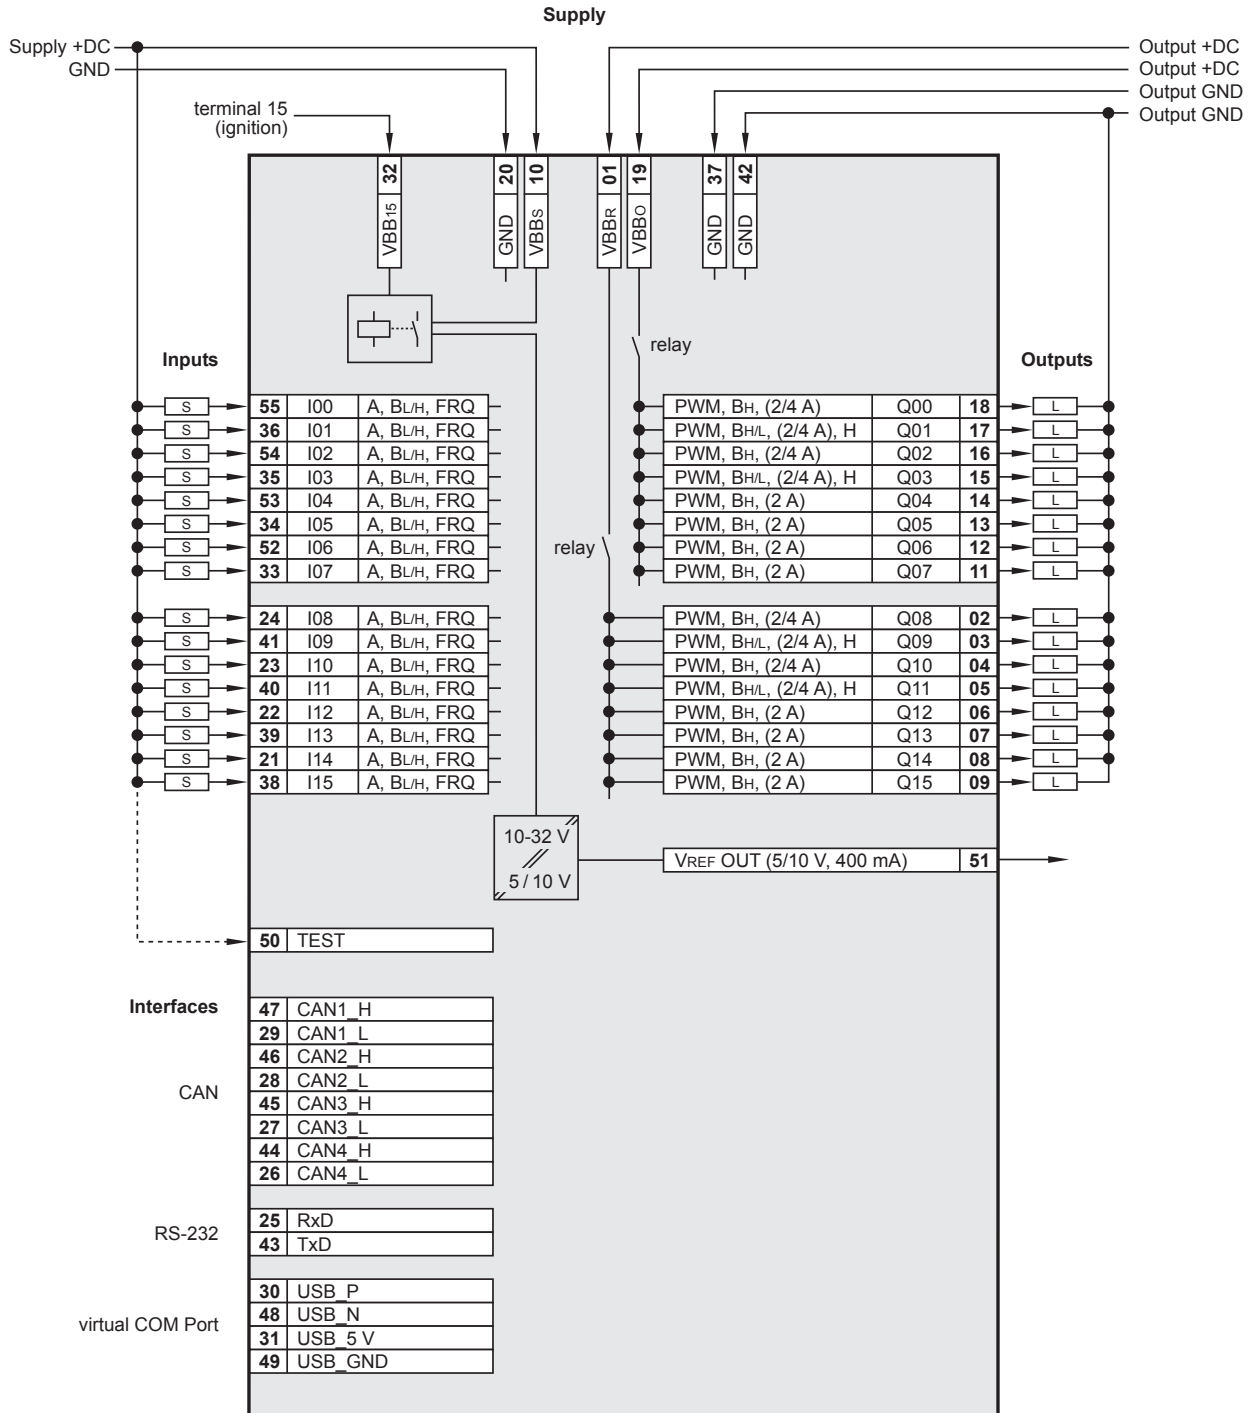 Supply
Supply +DC
GND
Output +DC
Output +DC
Output GND
Output GND
terminal 15
(ignition)
32 VBB15
20 GND
10 VBBS
01 VBBR
19 VBBO
37 GND
42 GND
relay
relay
Inputs
S 55 I00 A, BL/H, FRQ
S 36 I01 A, BL/H, FRQ
S 54 I02 A, BL/H, FRQ
S 35 I03 A, BL/H, FRQ
S 53 I04 A, BL/H, FRQ
S 34 I05 A, BL/H, FRQ
S 52 I06 A, BL/H, FRQ
S 33 I07 A, BL/H, FRQ
S 24 I08 A, BL/H, FRQ
S 41 I09 A, BL/H, FRQ
S 23 I10 A, BL/H, FRQ
S 40 I11 A, BL/H, FRQ
S 22 I12 A, BL/H, FRQ
S 39 I13 A, BL/H, FRQ
S 21 I14 A, BL/H, FRQ
S 38 I15 A, BL/H, FRQ
Outputs
PWM, BH, (2/4 A) Q00 18 L
PWM, BH/L, (2/4 A), H Q01 17 L
PWM, BH, (2/4 A) Q02 16 L
PWM, BH/L, (2/4 A), H Q03 15 L
PWM, BH, (2 A) Q04 14 L
PWM, BH, (2 A) Q05 13 L
PWM, BH, (2 A) Q06 12 L
PWM, BH, (2 A) Q07 11 L
PWM, BH, (2/4 A) Q08 02 L
PWM, BH/L, (2/4 A), H Q09 03 L
PWM, BH, (2/4 A) Q10 04 L
PWM, BH/L, (2/4 A), H Q11 05 L
PWM, BH, (2 A) Q12 06 L
PWM, BH, (2 A) Q13 07 L
PWM, BH, (2 A) Q14 08 L
PWM, BH, (2 A) Q15 09 L
10-32 V
5 / 10 V
VREF OUT (5/10 V, 400 mA) 51
50 TEST
Interfaces
CAN
47 CAN1_H
29 CAN1_L
46 CAN2_H
28 CAN2_L
45 CAN3_H
27 CAN3_L
44 CAN4_H
26 CAN4_L
RS-232
25 RxD
43 TxD
virtual COM Port
30 USB_P
48 USB_N
31 USB_5 V
49 USB_GND